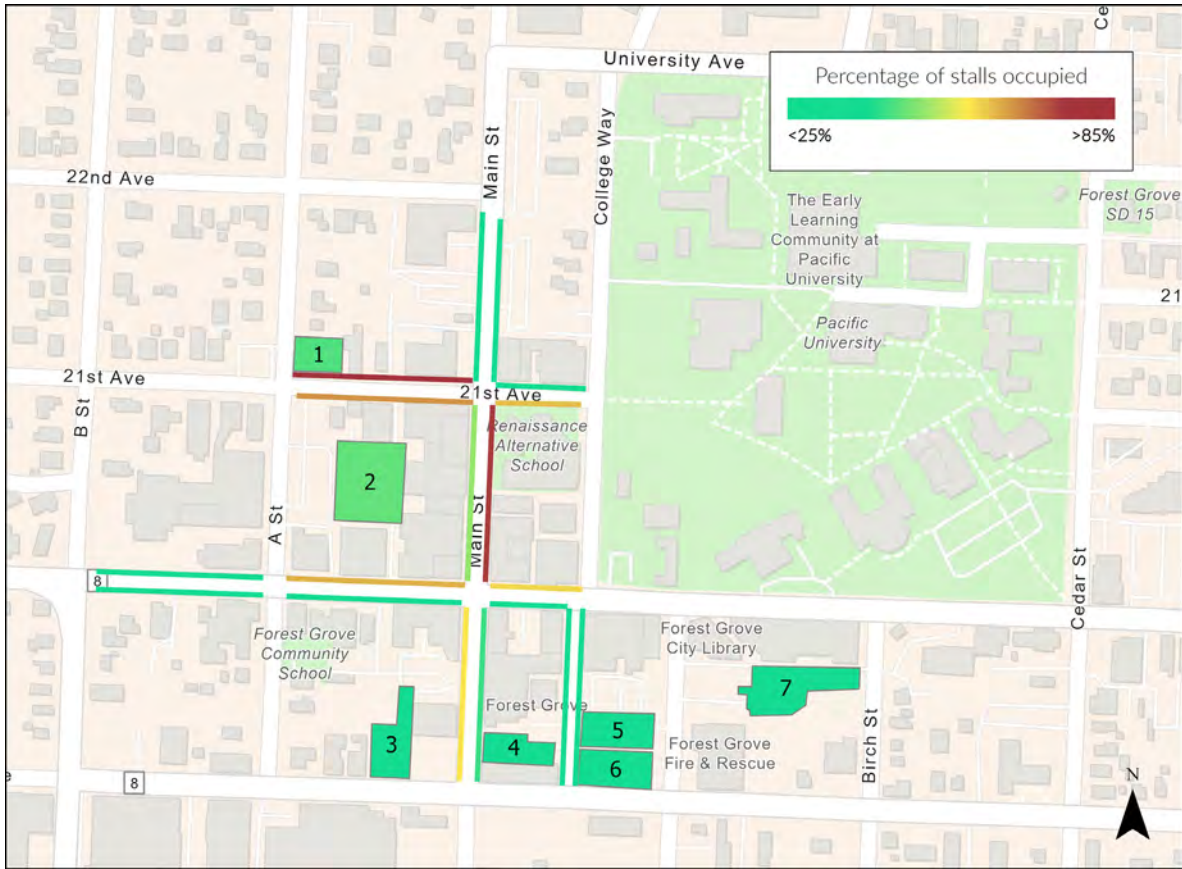 Ce
University Ave
Percentage of stalls occupied
<25%
>85%
Main St
College Way
22nd Ave
The Early
Learning
Community at
Pacific
University
Forest Grove
SD 15
21
Pacific
University
1
21st Ave
21st Ave
B St
Renaissance
Alternative
School
2
A St
Main St
8
Cedar St
Forest Grove
Community
School
Forest Grove
City Library
7
Forest Grove
3
4
5
6
Forest Grove
Fire & Rescue
Birch St
e
8
N